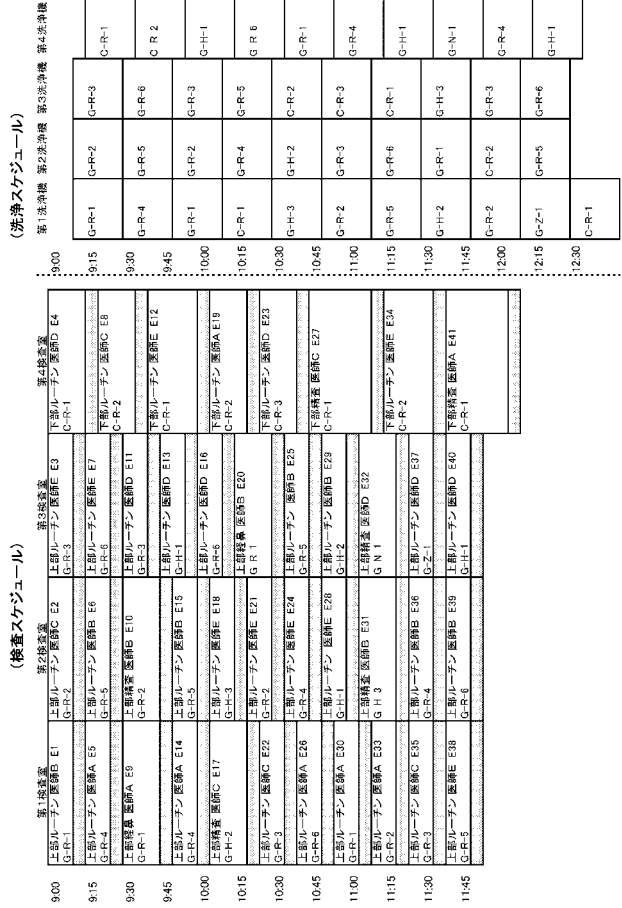 (検査スケジュール)
第1検査室 第2検査室 第3検査室 第4検査室
9:00
9:15
9:30
9:45
10:00
10:15
10:30
10:45
11:00
11:15
11:30
11:45
上部ルーチン 医師B E1
G-R-1
上部ルーチン 医師A E5
G-R-4
上部経鼻 医師A E9
G-R-1
上部ルーチン 医師A E14
G-R-4
上部精査 医師C E17
G-H-2
上部ルーチン 医師C E22
G-R-3
上部ルーチン 医師A E26
G-R-6
上部ルーチン 医師A E30
G-R-1
上部ルーチン 医師A E33
G-R-2
上部ルーチン 医師C E35
G-R-3
上部ルーチン 医師E E38
G-R-5
上部ルーチン 医師C E2
G-R-2
上部ルーチン 医師B E6
G-R-5
上部精査 医師B E10
G-R-2
上部ルーチン 医師B E15
G-R-5
上部ルーチン 医師E E18
G-H-3
上部ルーチン 医師E E21
G-R-2
上部ルーチン 医師E E24
G-R-4
上部ルーチン 医師E E28
G-H-1
上部精査 医師B E31
G H 3
上部ルーチン 医師B E36
G-R-4
上部ルーチン 医師B E39
G-R-6
上部ルーチン 医師E E3
G-R-3
上部ルーチン 医師E E7
G-R-6
上部ルーチン 医師D E11
G-R-3
上部ルーチン 医師D E13
G-H-1
上部ルーチン 医師D E16
G-R-6
上部経鼻 医師B E20
G R 1
上部ルーチン 医師B E25
G-R-5
上部ルーチン 医師B E29
G-H-2
上部精査 医師D E32
G N 1
上部ルーチン 医師D E37
G-Z-1
上部ルーチン 医師D E40
G-H-1
下部ルーチン 医師D E4
C-R-1
下部ルーチン 医師C E8
C-R-2
下部ルーチン 医師E E12
C-R-1
下部ルーチン 医師A E19
C-R-2
下部ルーチン 医師D E23
C-R-3
下部精査 医師C E27
C-R-1
下部ルーチン 医師E E34
C-R-2
下部精査 医師A E41
C-R-1
(洗浄スケジュール)
第1洗浄機 第2洗浄機 第3洗浄機 第4洗浄機
9:00
9:15
9:30
9:45
10:00
10:15
10:30
10:45
11:00
11:15
11:30
11:45
12:00
12:15
12:30
G-R-1
G-R-4
G-R-1
C-R-1
G-H-3
G-R-2
G-R-5
G-H-2
G-R-2
G-Z-1
C-R-1
G-R-2
G-R-5
G-R-2
G-R-4
G-H-2
G-R-3
G-R-6
G-R-1
C-R-2
G-R-5
G-R-3
G-R-6
G-R-3
G-R-5
C-R-2
C-R-3
C-R-1
G-H-3
G-R-3
G-R-6
C-R-1
C R 2
G-H-1
G R 6
G-R-1
G-R-4
G-H-1
G-N-1
G-R-4
G-H-1